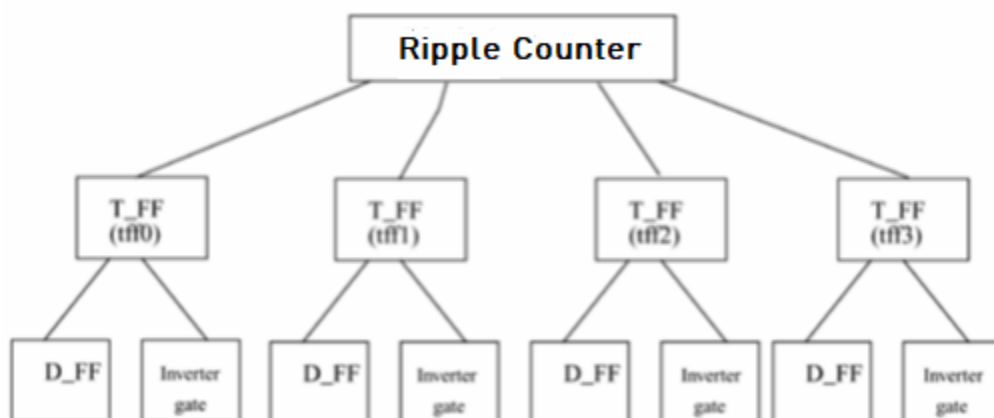 Ripple Counter
T_FF
(tff0)
T_FF
(tff1)
T_FF
(tff2)
T_FF
(tff3)
D_FF
Inverter
gate
D_FF
Inverter
gate
D_FF
Inverter
gate
D_FF
Inverter
gate